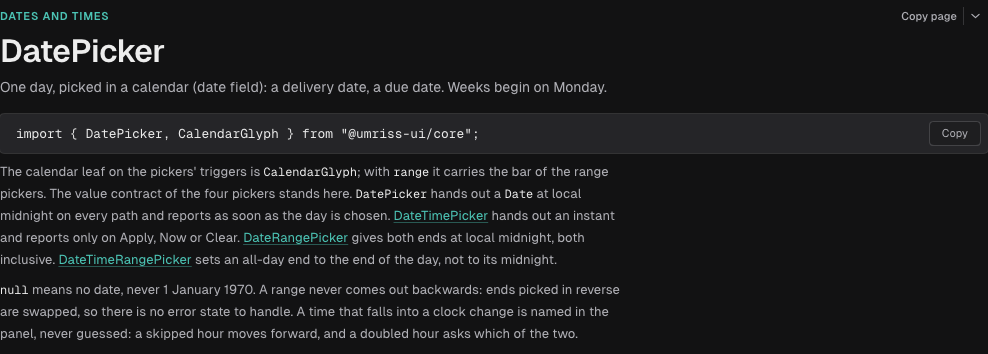 DATES AND TIMES
Copy page
DatePicker
One day, picked in a calendar (date field): a delivery date, a due date. Weeks begin on Monday.
import { DatePicker, CalendarGlyph } from "@umriss-ui/core";
Copy
The calendar leaf on the pickers' triggers is CalendarGlyph; with range it carries the bar of the range
pickers. The value contract of the four pickers stands here. DatePicker hands out a Date at local
midnight on every path and reports as soon as the day is chosen. DateTimePicker hands out an instant
and reports only on Apply, Now or Clear. DateRangePicker gives both ends at local midnight, both
inclusive. DateTimeRangePicker sets an all-day end to the end of the day, not to its midnight.
null means no date, never 1 January 1970. A range never comes out backwards: ends picked in reverse
are swapped, so there is no error state to handle. A time that falls into a clock change is named in the
panel, never guessed: a skipped hour moves forward, and a doubled hour asks which of the two.